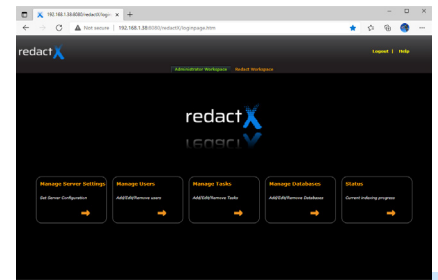 192.168.1.38:8080/redactX/login
Not secure | 192.168.1.38:8080/redactX/loginpage.htm
redactX
Logout | Help
Administrator Workspace Redact Workspace
redactX
Manage Server Settings
Set Server Configuration
Manage Users
Add/Edit/Remove users
Manage Tasks
Add/Edit/Remove Tasks
Manage Databases
Add/Edit/Remove Databases
Status
Current indexing progress